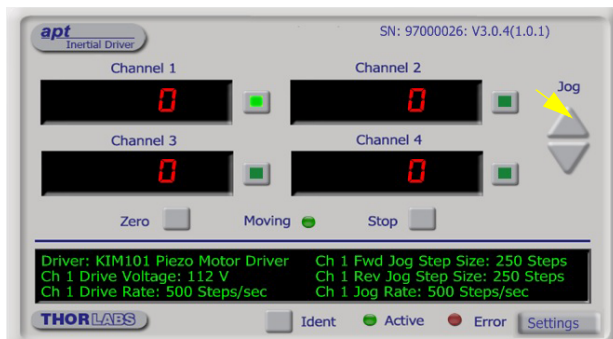 apt
Inertial Driver
SN: 97000026: V3.0.4(1.0.1)
Channel 1
Channel 2
Jog
0
0
Channel 3
Channel 4
0
0
Zero
Moving
Stop
Driver: KIM101 Piezo Motor Driver
Ch 1 Fwd Jog Step Size: 250 Steps
Ch 1 Drive Voltage: 112 V
Ch 1 Rev Jog Step Size: 250 Steps
Ch 1 Drive Rate: 500 Steps/sec
Ch 1 Jog Rate: 500 Steps/sec
THORLABS
Ident
Active
Error
Settings